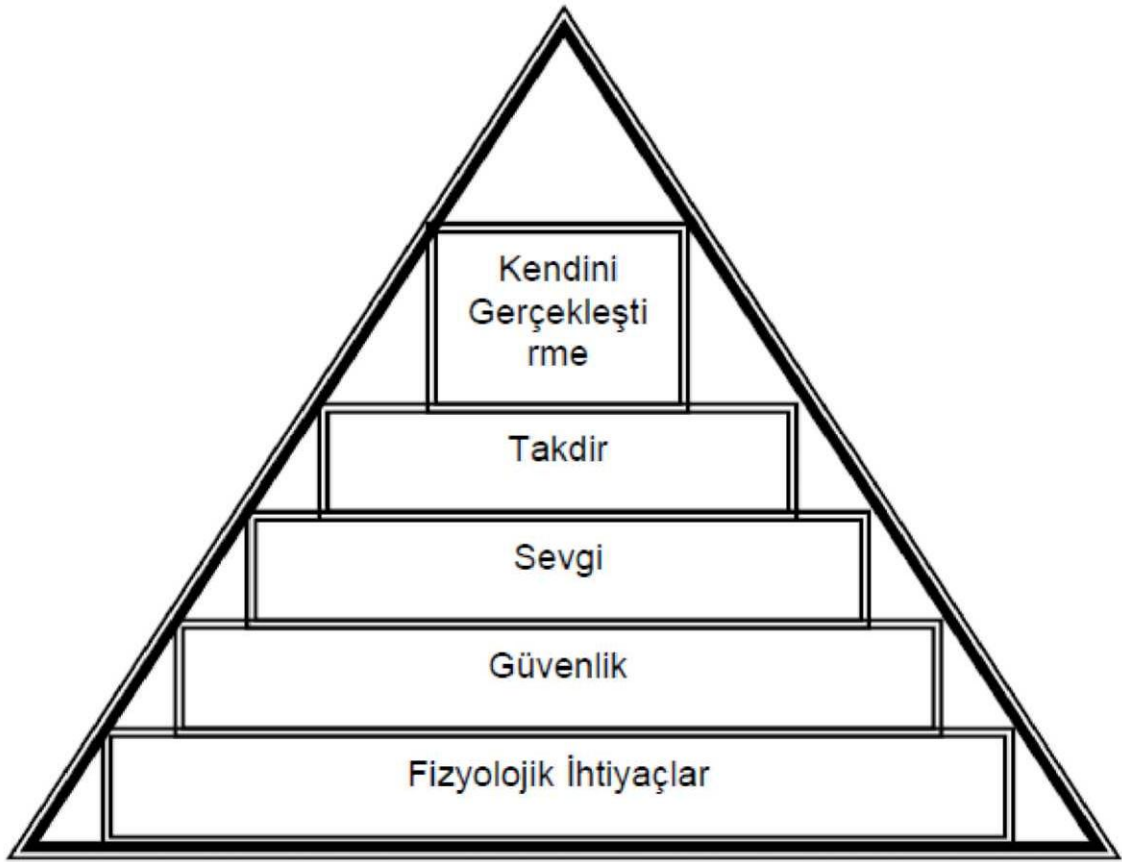 Kendini
Gerçekleşti
rme
Takdir
Sevgi
Güvenlik
Fizyolojik İhtiyaçlar